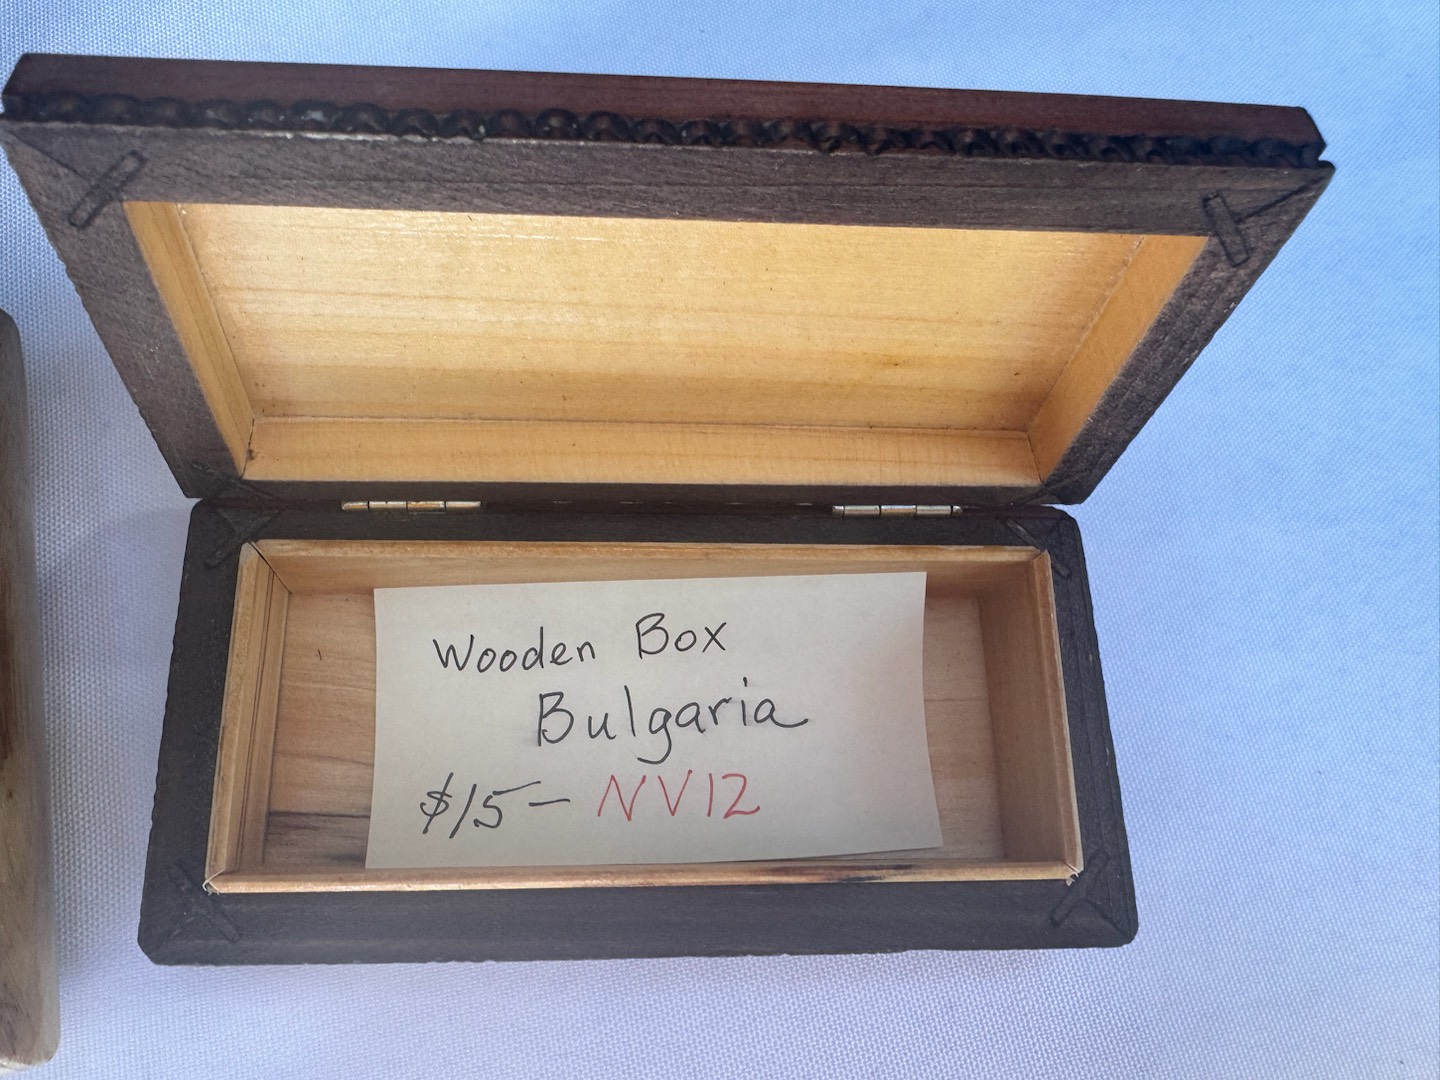 Wooden Box
Bulgaria
$15— NV12